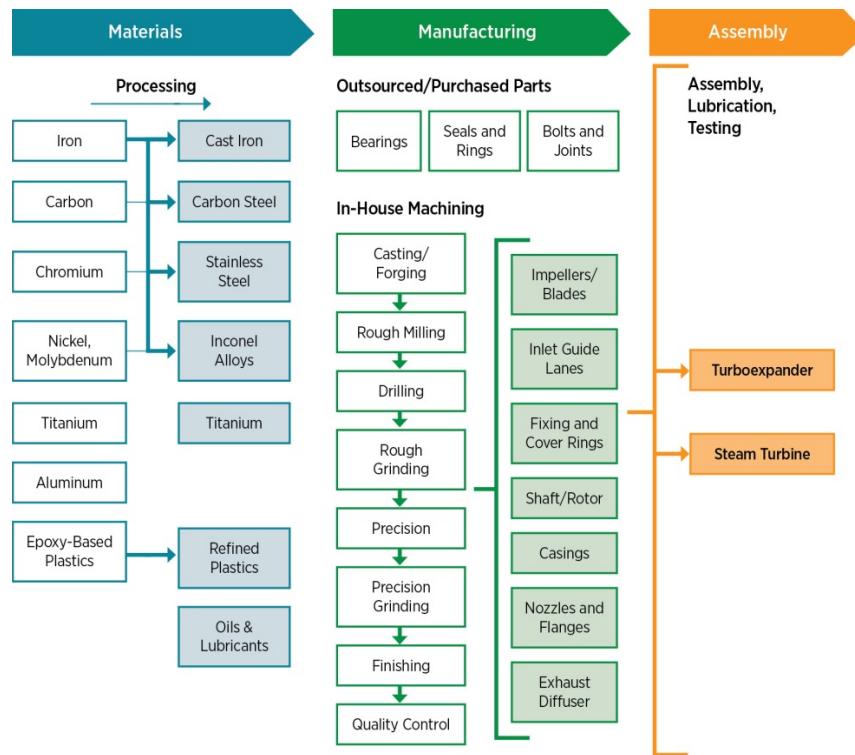 Materials
Manufacturing
Assembly
Processing
Iron
Cast Iron
Carbon
Carbon Steel
Chromium
Stainless
Steel
Nickel,
Molybdenum
Inconel
Alloys
Titanium
Titanium
Aluminum
Epoxy-Based
Plastics
Refined
Plastics
Oils &
Lubricants
Outsourced/Purchased Parts
Bearings
Seals and
Rings
Bolts and
Joints
In-House Machining
Casting/
Forging
Rough Milling
Drilling
Rough
Grinding
Precision
Precision
Grinding
Finishing
Quality Control
Impellers/
Blades
Inlet Guide
Lanes
Fixing and
Cover Rings
Shaft/Rotor
Casings
Nozzles and
Flanges
Exhaust
Diffuser
Assembly,
Lubrication,
Testing
Turboexpander
Steam Turbine